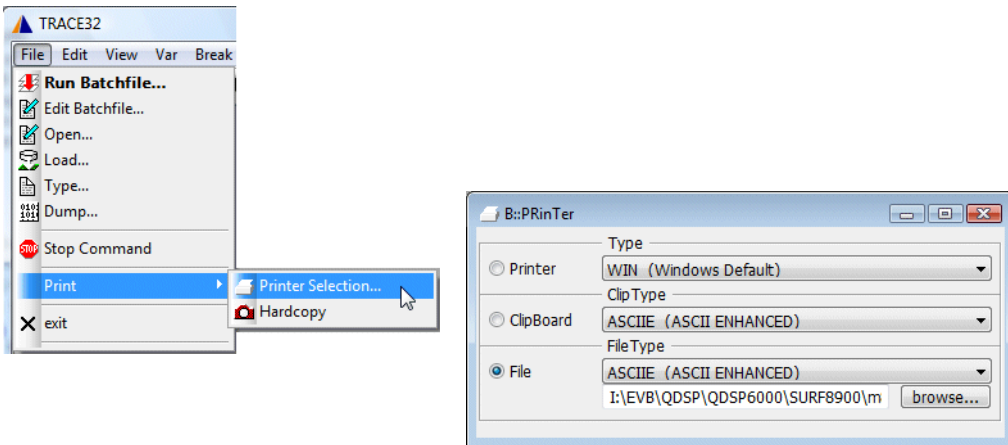 TRACE32
File Edit View Var Break
Run Batchfile...
Edit Batchfile...
Open...
Load...
Type...
Dump...
STOP Stop Command
Print
Printer Selection...
Hardcopy
exit
B::PRinTer
Type
Printer WIN (Windows Default)
ClipType
ClipBoard ASCIIE (ASCII ENHANCED)
FileType
File ASCIIE (ASCII ENHANCED)
I:\EVB\QDSP\QDSP6000\SURF8900\m browse...